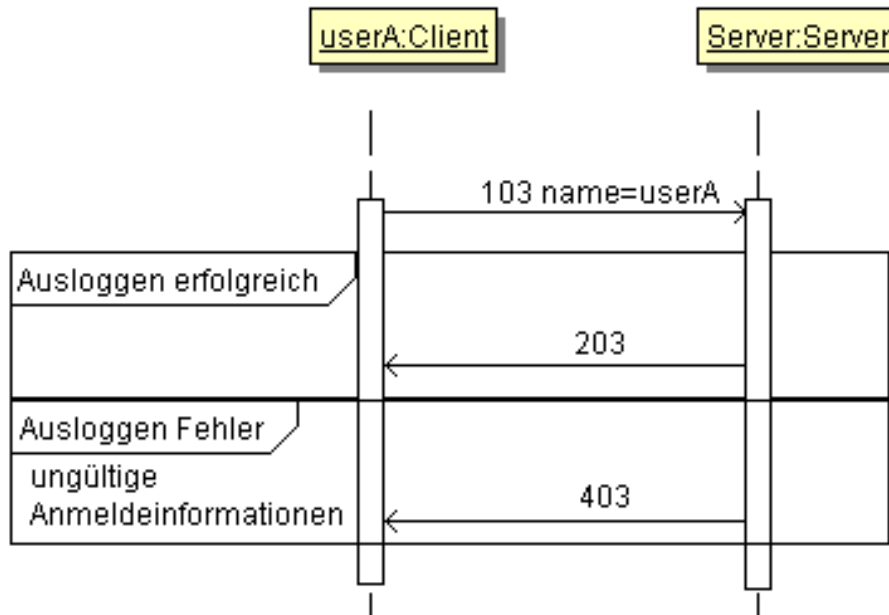 userA:Client
Server:Server
103 name=userA
Ausloggen erfolgreich
203
Ausloggen Fehler
ungültige
Anmeldeinformationen
403